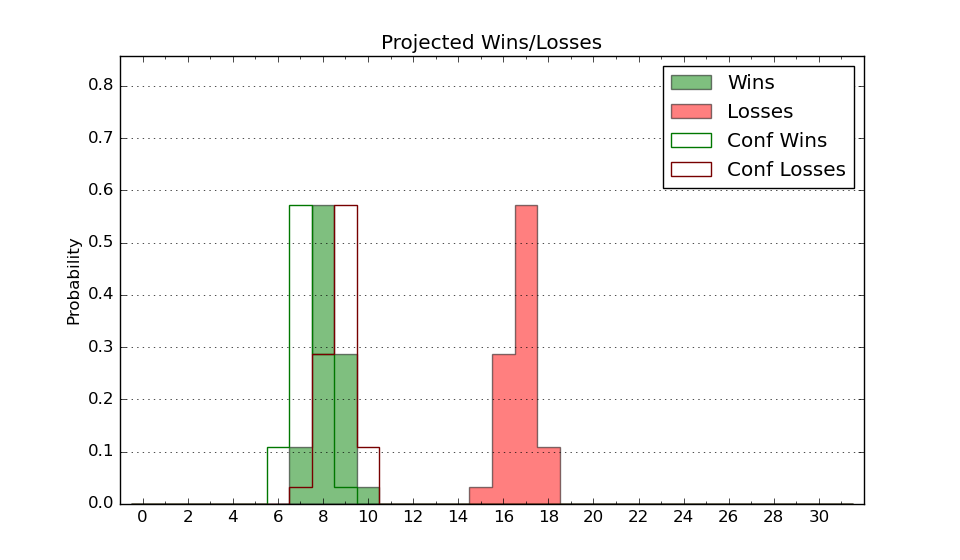 Projected Wins/Losses
Wins
Losses
Conf Wins
Conf Losses
Probability
0.8
0.7
0.6
0.5
0.4
0.3
0.2
0.1
0.0
0 2 4 6 8 10 12 14 16 18 20 22 24 26 28 30